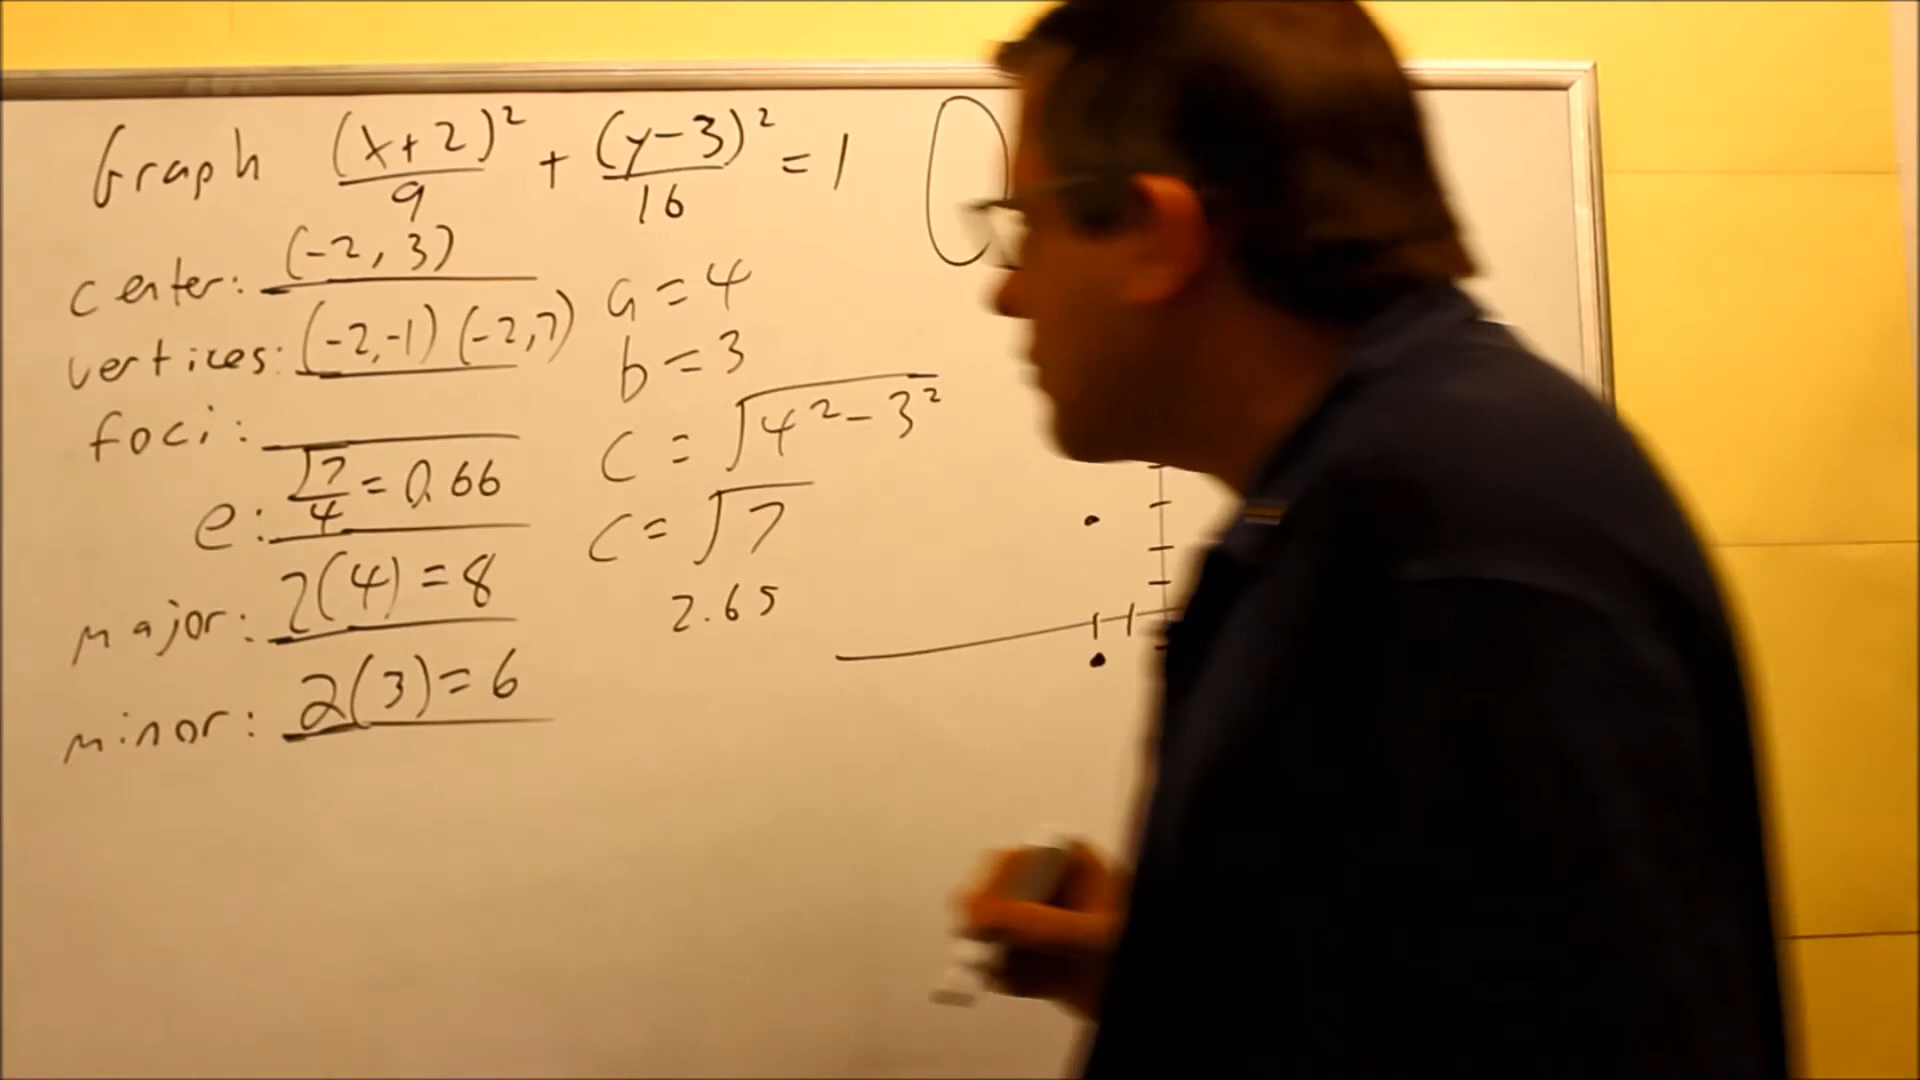 Graph (x+2)²/9 + (y-3)²/16 = 1
center: (-2, 3)
vertices: (-2,-1) (-2,7)
foci:
e: √7/4 = 0.66
major: 2(4) = 8
minor: 2(3) = 6
a = 4
b = 3
c = √4² - 3²
c = √7
2.65